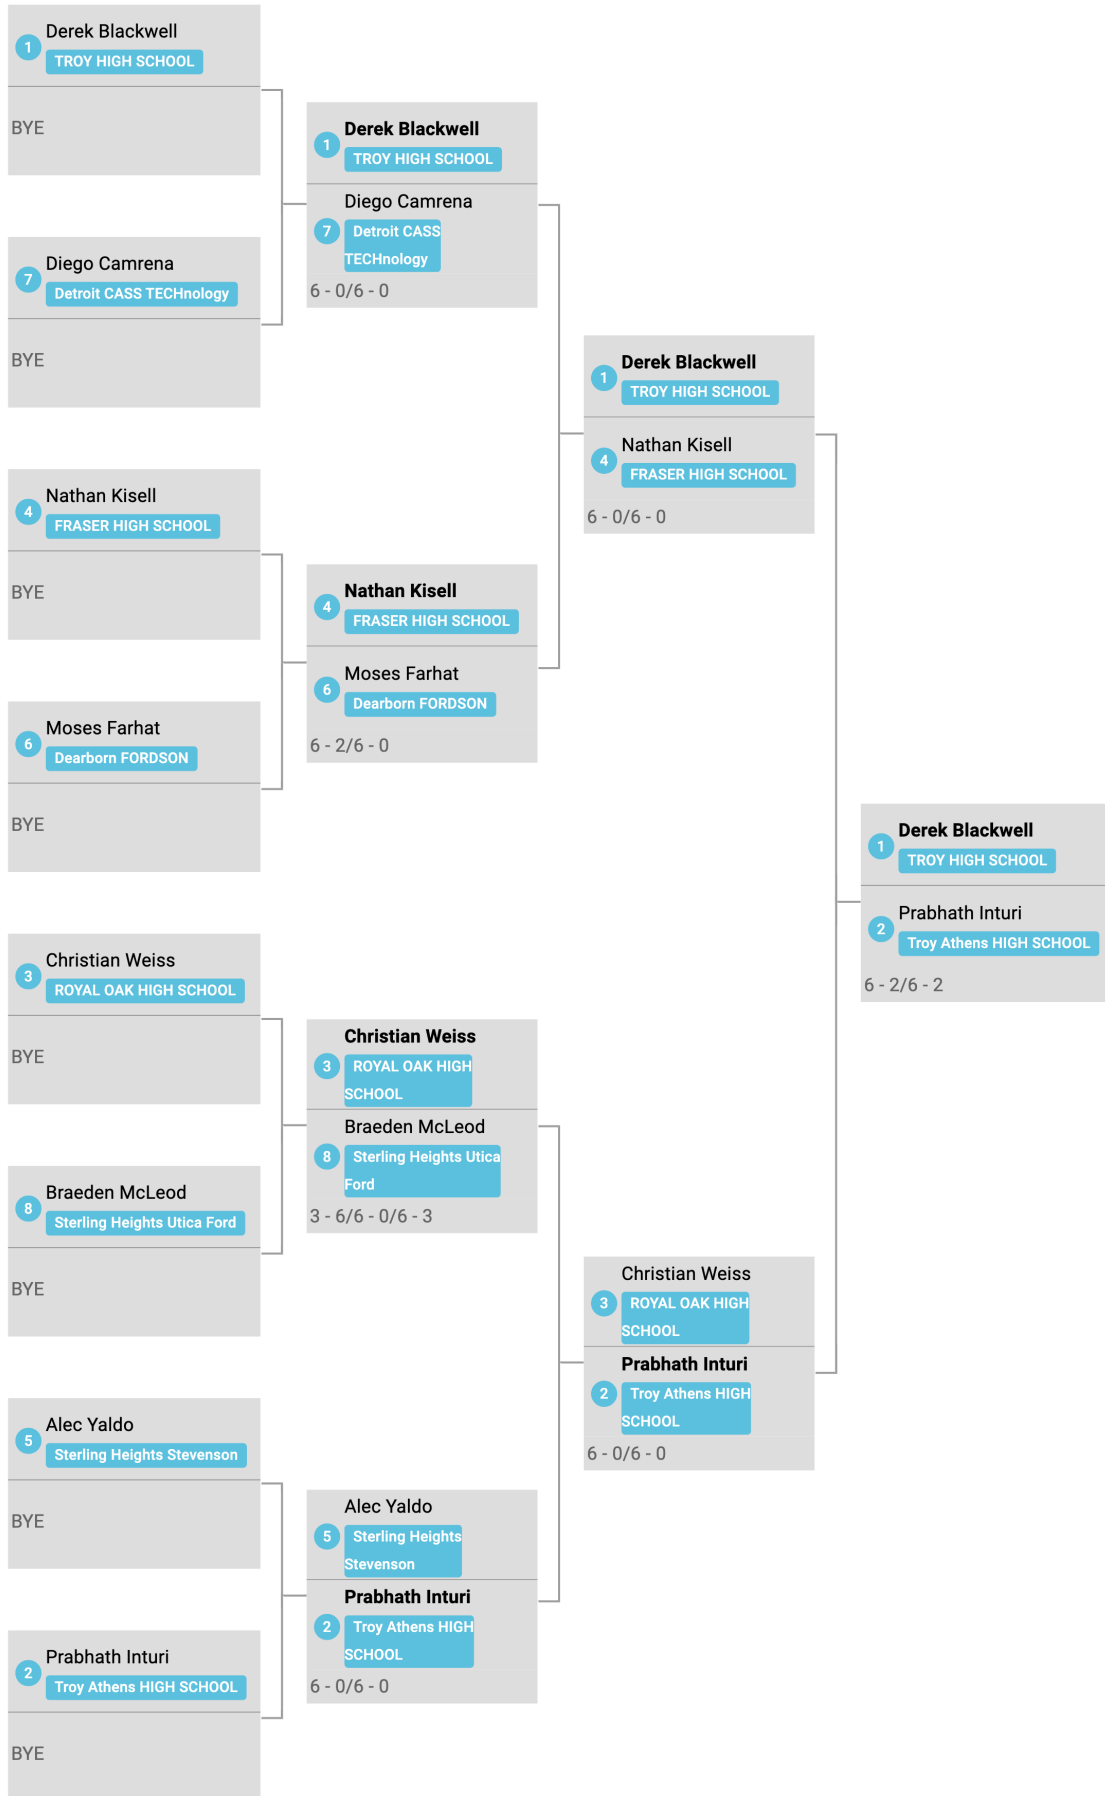 Derek Blackwell
1
TROY HIGH SCHOOL
BYE
Diego Camrena
7
Detroit CASS TECHnology
BYE
Nathan Kisell
4
FRASER HIGH SCHOOL
BYE
Moses Farhat
6
Dearborn FORDSON
BYE
Christian Weiss
3
ROYAL OAK HIGH SCHOOL
BYE
Braeden McLeod
8
Sterling Heights Utica Ford
BYE
Alec Yaldo
5
Sterling Heights Stevenson
BYE
Prabhath Inturi
2
Troy Athens HIGH SCHOOL
BYE
Derek Blackwell
1
TROY HIGH SCHOOL
Diego Camrena
7
Detroit CASS
TECHnology
6 - 0/6 - 0
Nathan Kisell
4
FRASER HIGH SCHOOL
Moses Farhat
6
Dearborn FORDSON
6 - 2/6 - 0
Christian Weiss
3
ROYAL OAK HIGH
SCHOOL
Braeden McLeod
8
Sterling Heights Utica
Ford
3 - 6/6 - 0/6 - 3
Alec Yaldo
5
Sterling Heights
Stevenson
Prabhath Inturi
2
Troy Athens HIGH
SCHOOL
6 - 0/6 - 0
Derek Blackwell
1
TROY HIGH SCHOOL
Nathan Kisell
4
FRASER HIGH SCHOOL
6 - 0/6 - 0
Christian Weiss
3
ROYAL OAK HIGH
SCHOOL
Prabhath Inturi
2
Troy Athens HIGH
SCHOOL
6 - 0/6 - 0
Derek Blackwell
1
TROY HIGH SCHOOL
Prabhath Inturi
2
Troy Athens HIGH SCHOOL
6 - 2/6 - 2